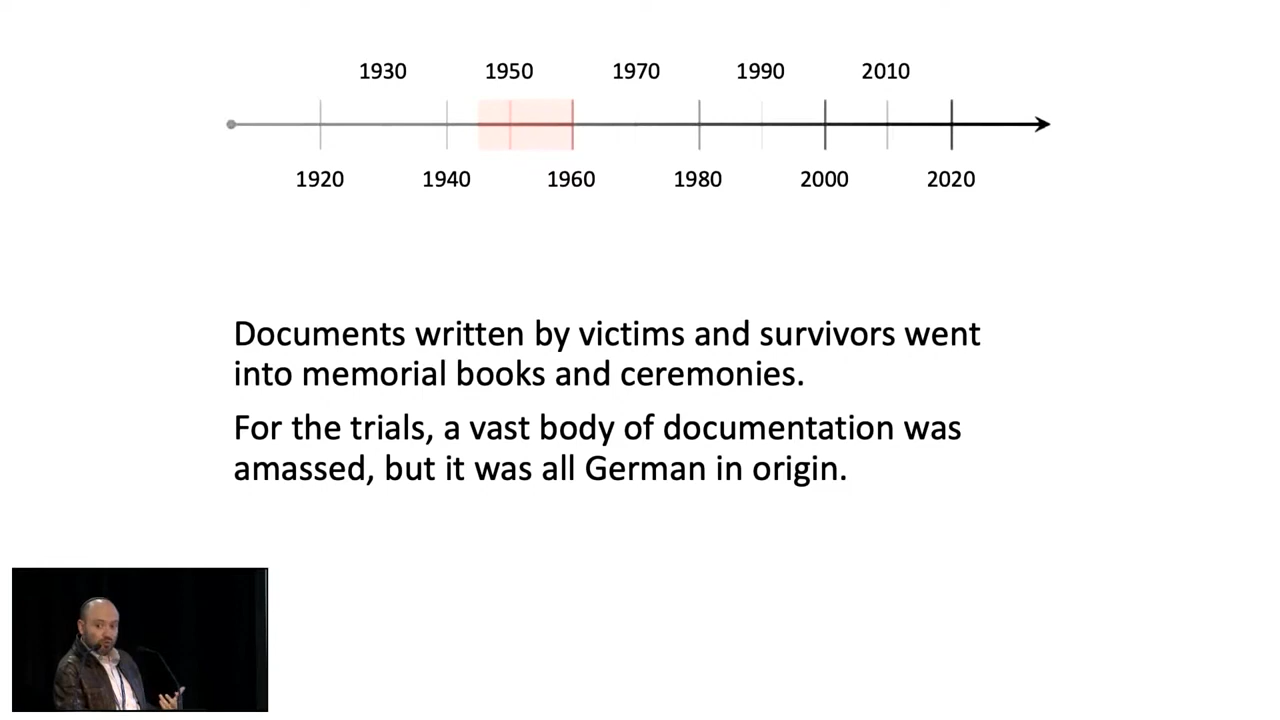 1930 1950 1970 1990 2010
1920 1940 1960 1980 2000 2020
Documents written by victims and survivors went
into memorial books and ceremonies.
For the trials, a vast body of documentation was
amassed, but it was all German in origin.